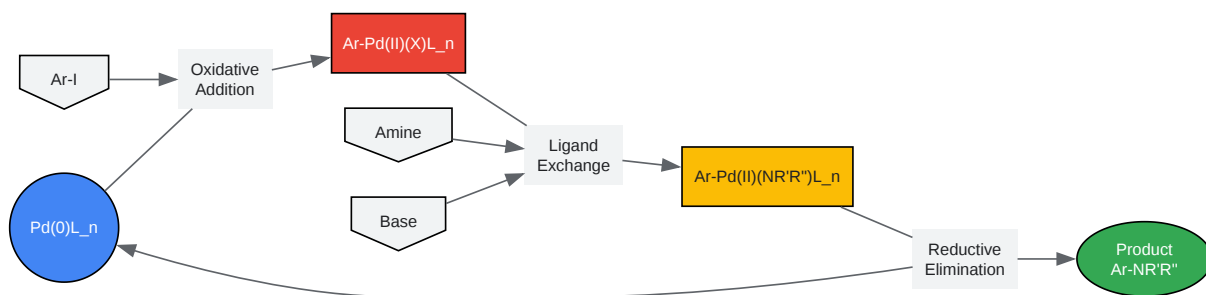 Ar-I
Oxidative
Addition
Ar-Pd(II)(X)L_n
Amine
Base
Ligand
Exchange
Ar-Pd(II)(NR'R")L_n
Pd(0)L_n
Reductive
Elimination
Product
Ar-NR'R"